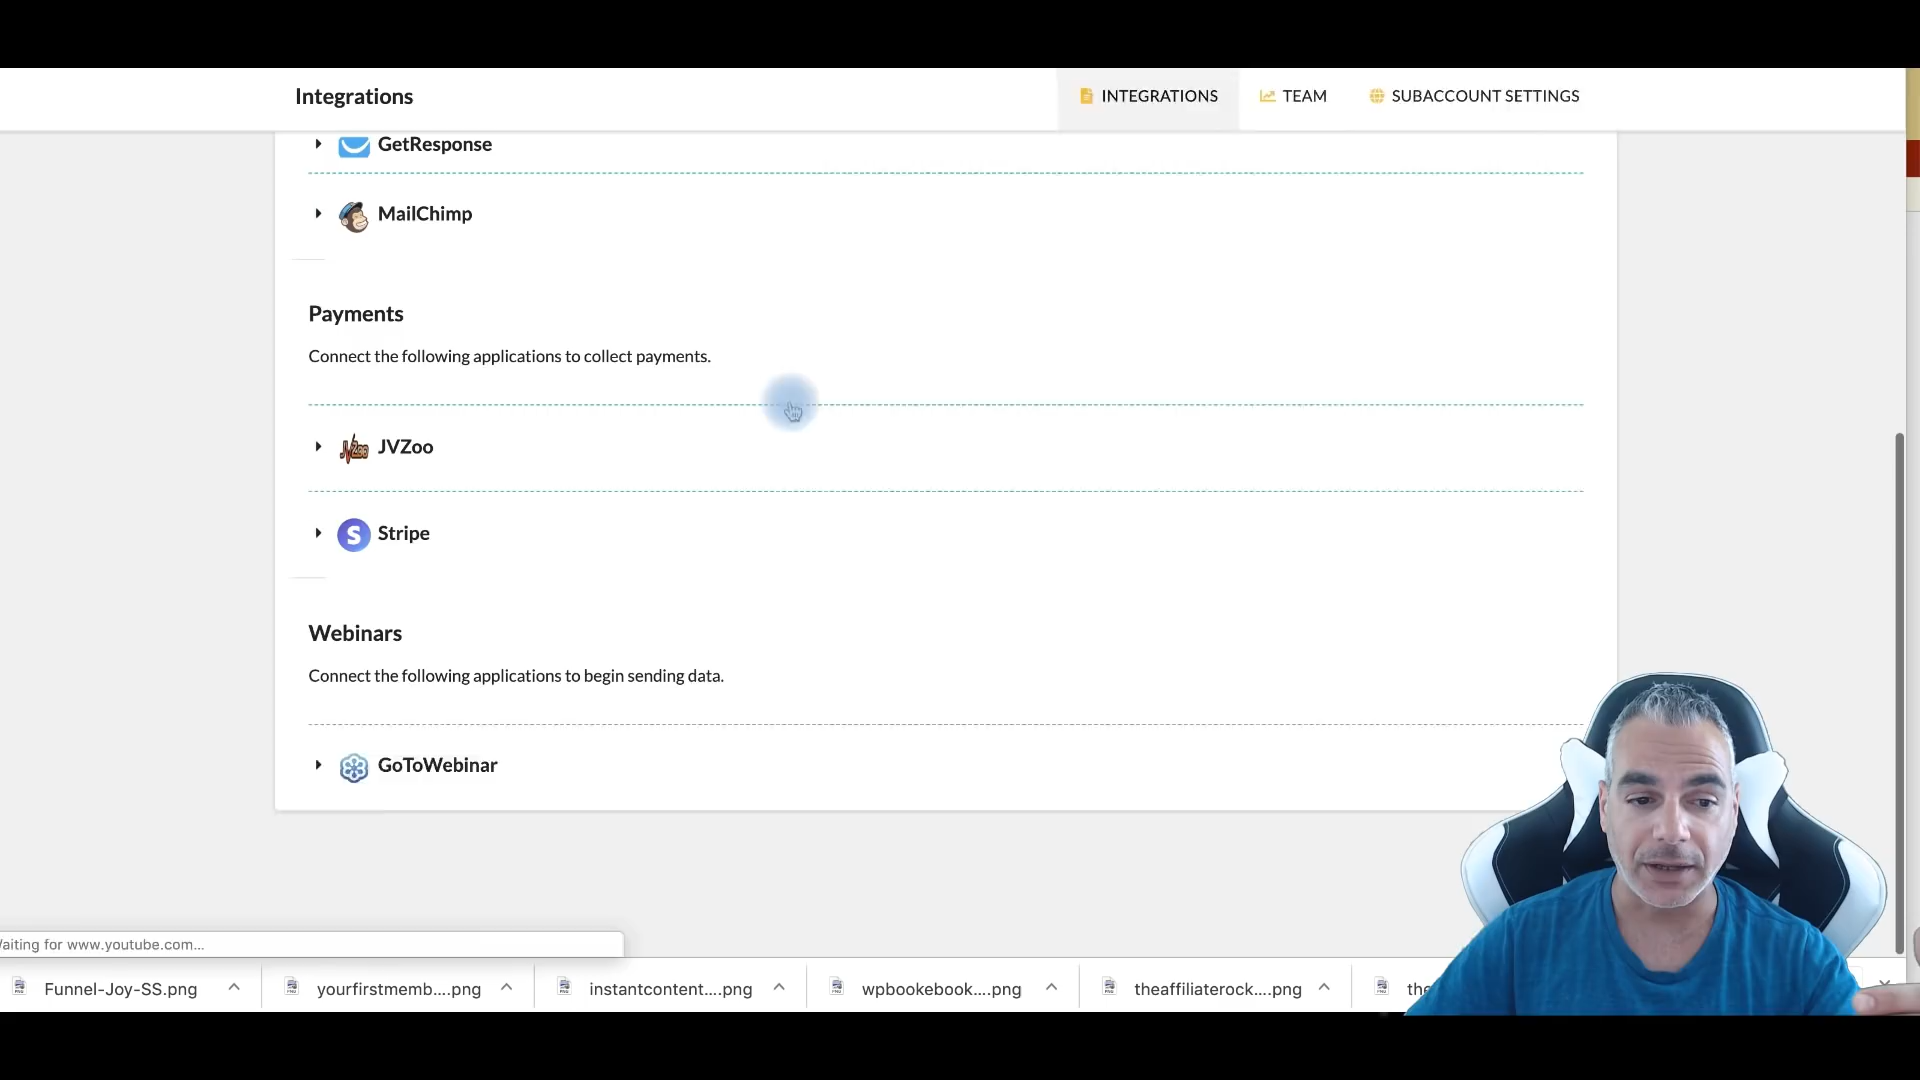 Integrations
INTEGRATIONS
TEAM
SUBACCOUNT SETTINGS
GetResponse
MailChimp
Payments
Connect the following applications to collect payments.
JVZoo
JVZoo
S
Stripe
Webinars
Connect the following applications to begin sending data.
GoToWebinar
aiting for www.youtube.com...
Funnel-Joy-SS.png
yourfirstmemb....png
instantcontent....png
wpbookebook....png
theaffiliaterock....png
the